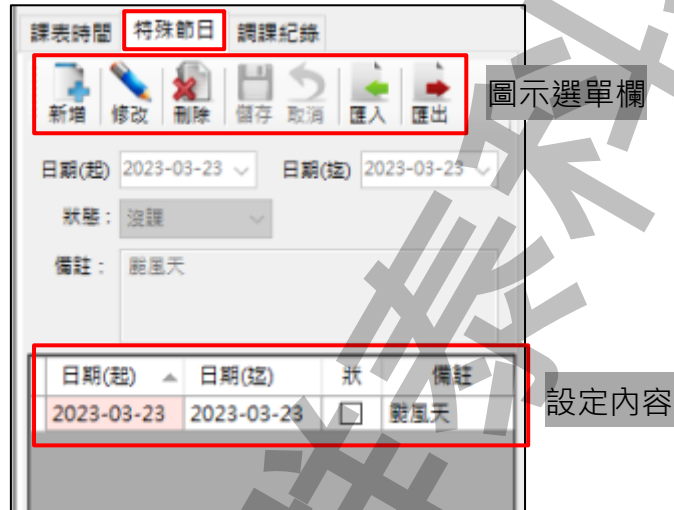 課表時間 特殊節日 調課紀錄
新增 修改 刪除 儲存 取消 匯入 匯出
圖示選單欄
日期(起) 2023-03-23 日期(迄) 2023-03-23
狀態： 沒課
備註： 颱風天
日期(起) 日期(迄) 狀 備註
2023-03-23 2023-03-23 颱風天
設定內容